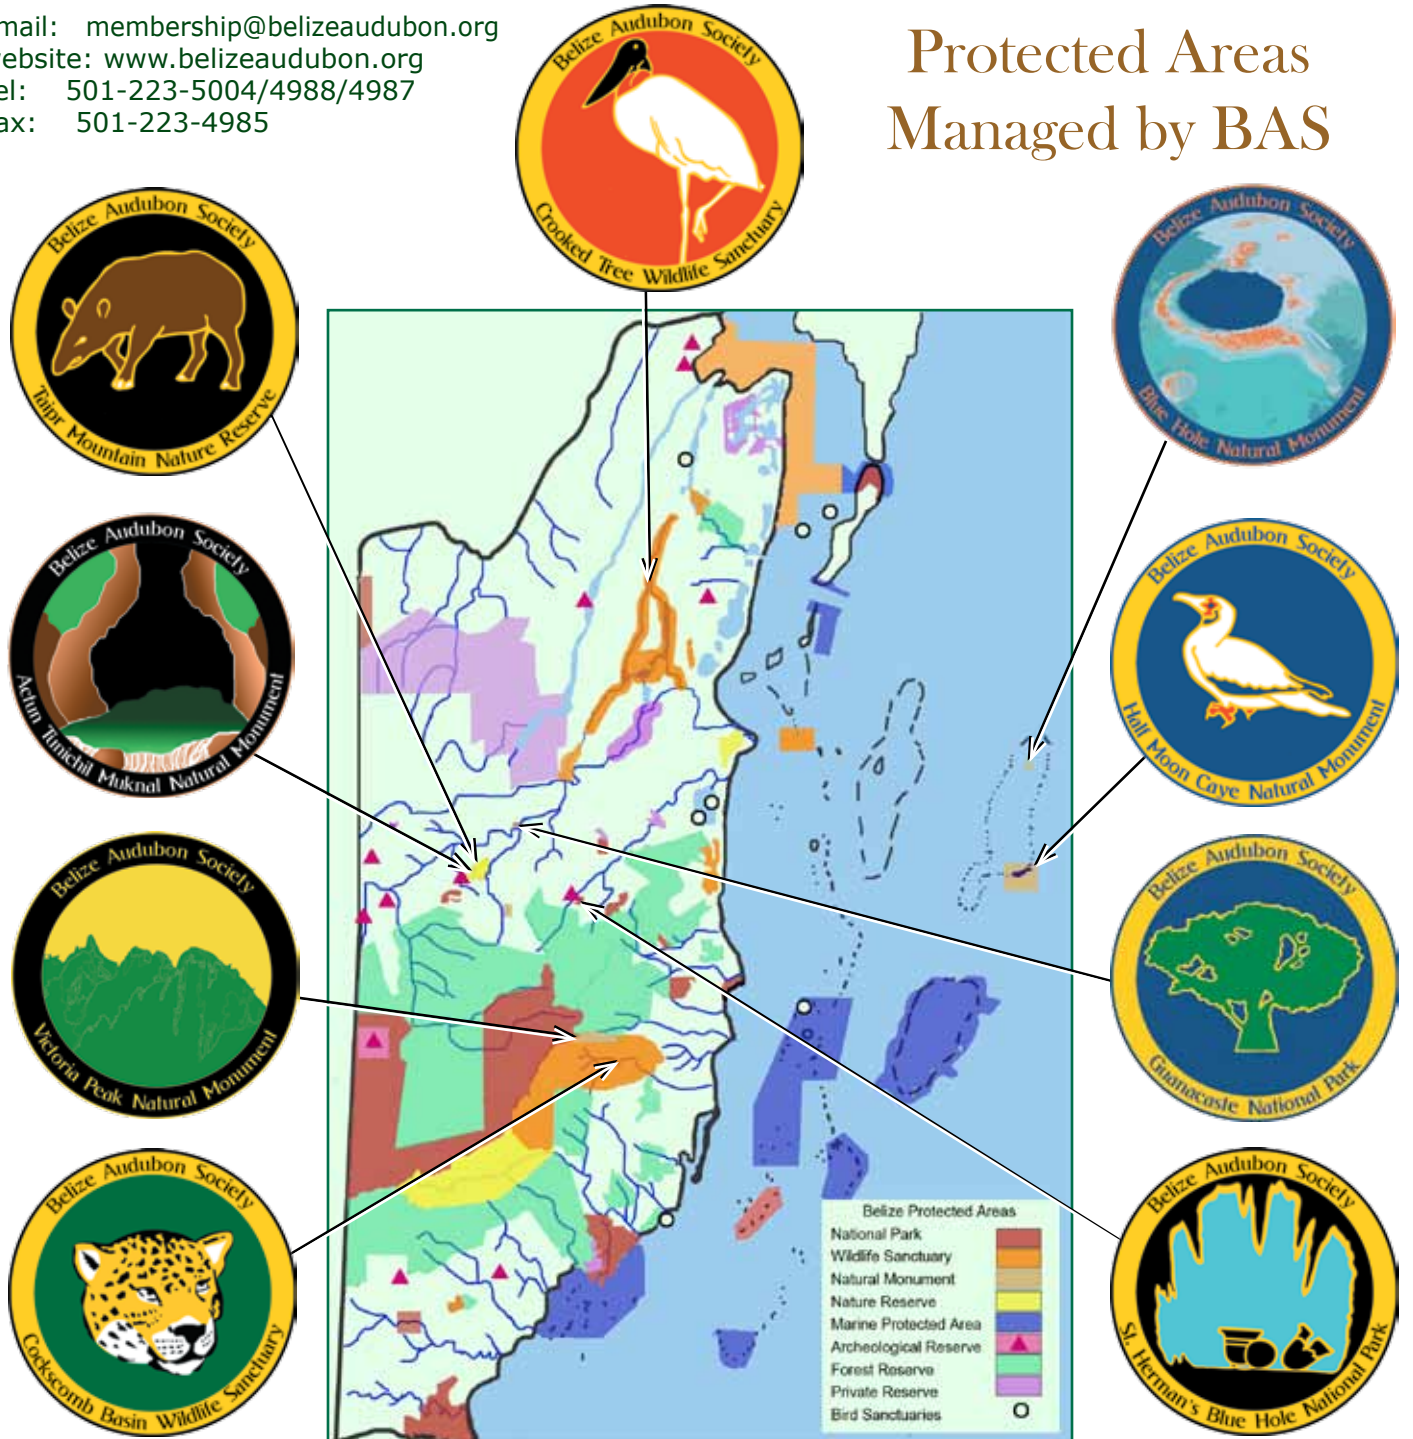 mail: membership@belizeaudubon.org
website: www.belizeaudubon.org
el: 501-223-5004/4988/4987
ax: 501-223-4985
Protected Areas
Managed by BAS
Belize Audubon Society
Crooked Tree Wildlife Sanctuary
Belize Audubon Society
Taipr Mountain Nature Reserve
Belize Audubon Society
Blue Hole Natural Monument
Belize Audubon Society
Actun Tunichil Muknal Natural Monument
Belize Audubon Society
Half Moon Caye Natural Monument
Belize Audubon Society
Victoria Peak Natural Monument
Belize Audubon Society
Guanacaste National Park
Belize Audubon Society
Cockscomb Basin Wildlife Sanctuary
Belize Audubon Society
St. Herman's Blue Hole National Park
Belize Protected Areas
National Park
Wildlife Sanctuary
Natural Monument
Nature Reserve
Marine Protected Area
Archeological Reserve
Forest Reserve
Private Reserve
Bird Sanctuaries